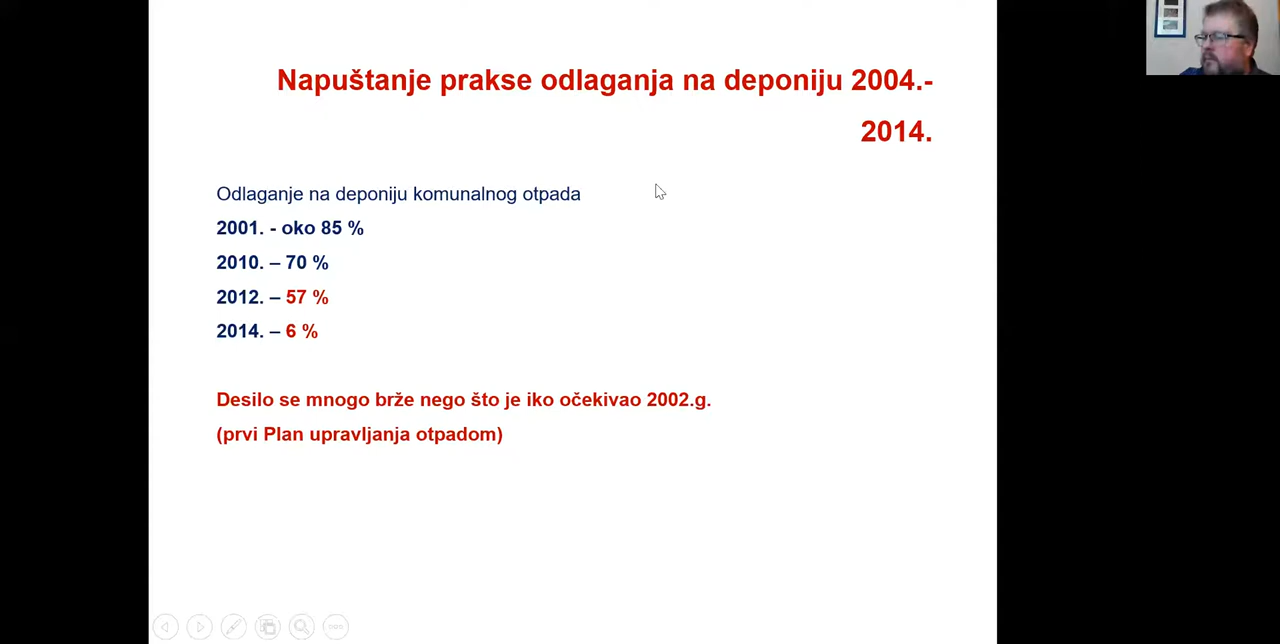 Napuštanje prakse odlaganja na deponiju 2004.-
2014.
Odlaganje na deponiju komunalnog otpada
2001. - oko 85 %
2010. – 70 %
2012. – 57 %
2014. – 6 %
Desilo se mnogo brže nego što je iko očekivao 2002.g.
(prvi Plan upravljanja otpadom)